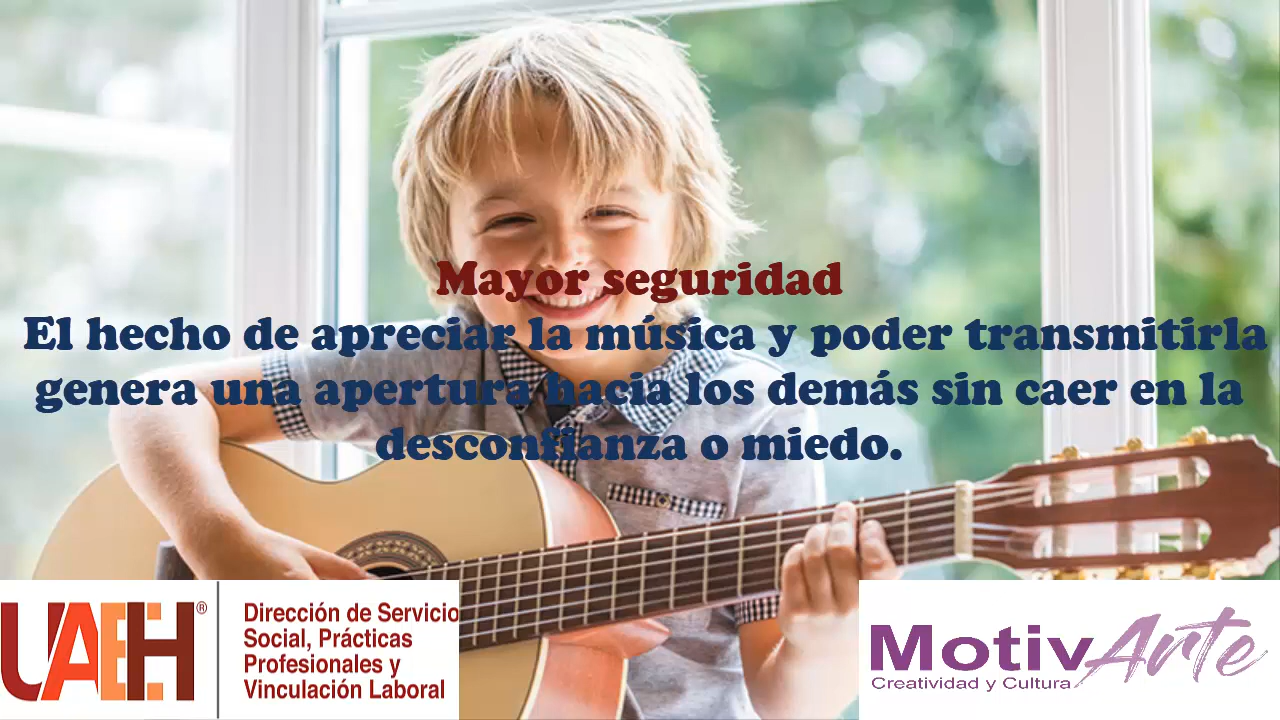 Mayor seguridad
El hecho de apreciar la música y poder transmitirla
genera una apertura hacia los demás sin caer en la
desconfianza o miedo.
UAEH®
Dirección de Servicio
Social, Prácticas
Profesionales y
Vinculación Laboral
MotivArte
Creatividad y Cultura